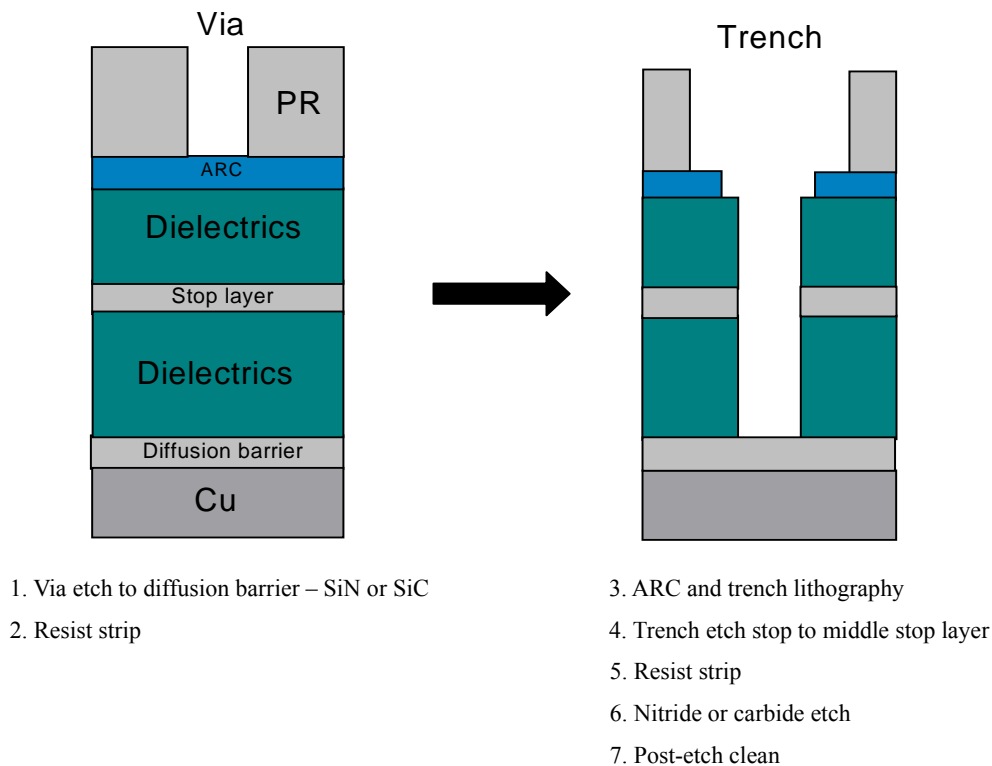 Via
Trench
PR
ARC
Dielectrics
Stop layer
Dielectrics
Diffusion barrier
Cu
1. Via etch to diffusion barrier – SiN or SiC
2. Resist strip
3. ARC and trench lithography
4. Trench etch stop to middle stop layer
5. Resist strip
6. Nitride or carbide etch
7. Post-etch clean